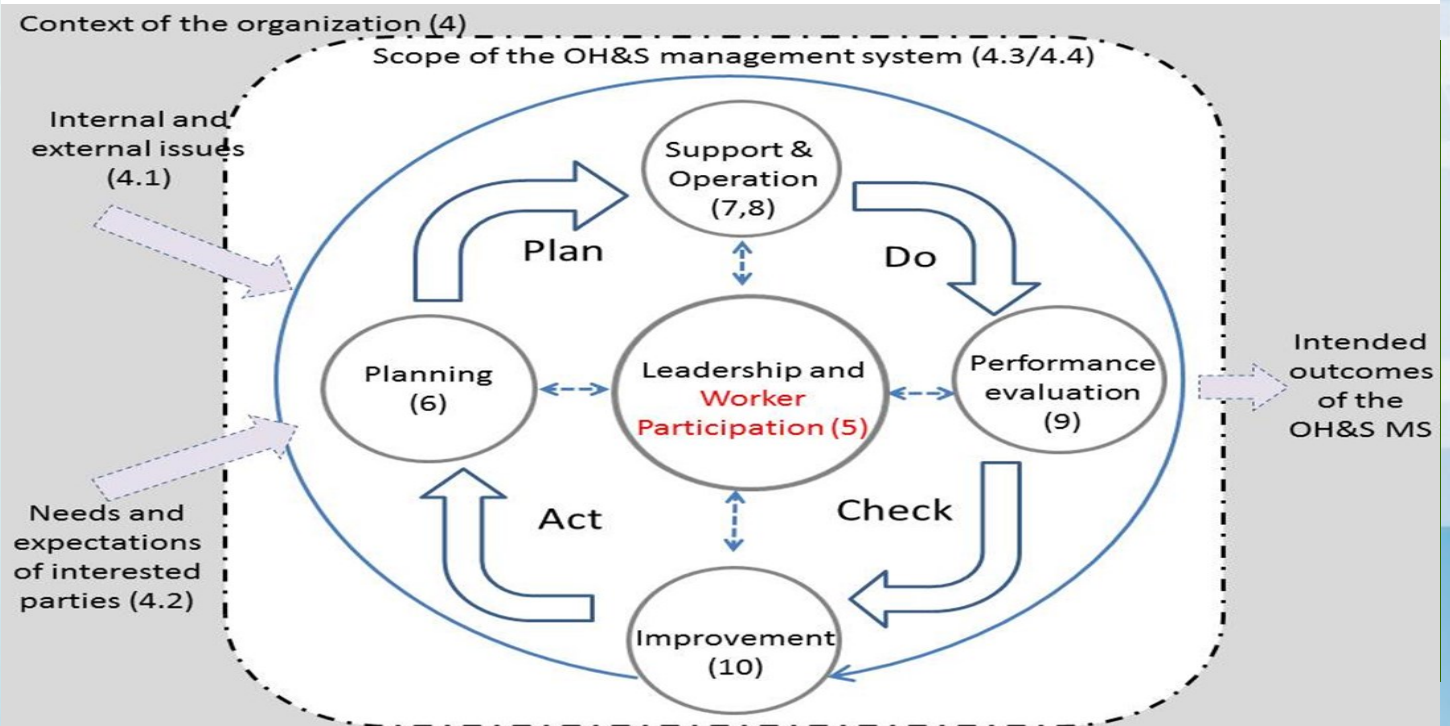 Context of the organization (4)
Scope of the OH&S management system (4.3/4.4)
Internal and
external issues
(4.1)
Support &
Operation
(7,8)
Plan
Do
Planning
(6)
Leadership and
Worker
Participation (5)
Performance
evaluation
(9)
Intended
outcomes
of the
OH&S MS
Needs and
expectations
of interested
parties (4.2)
Act
Check
Improvement
(10)